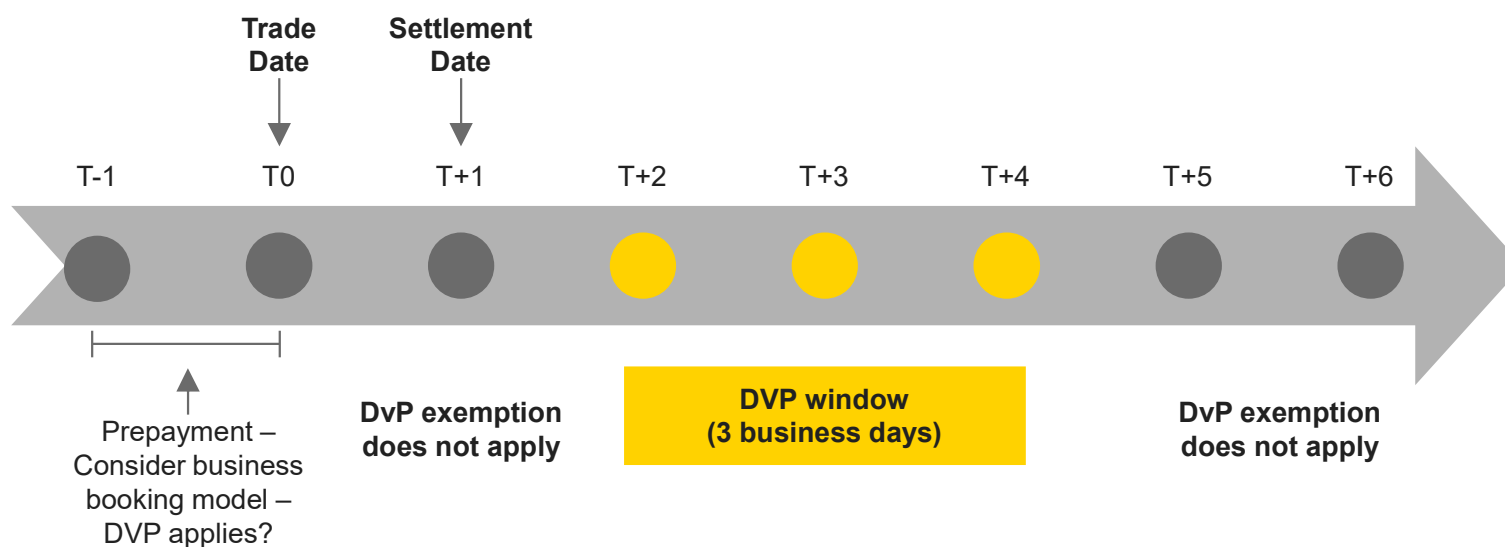 Trade
Date
Settlement
Date
T-1
T0
T+1
T+2
T+3
T+4
T+5
T+6
Prepayment –
Consider business
booking model –
DVP applies?
DvP exemption
does not apply
DVP window
(3 business days)
DvP exemption
does not apply